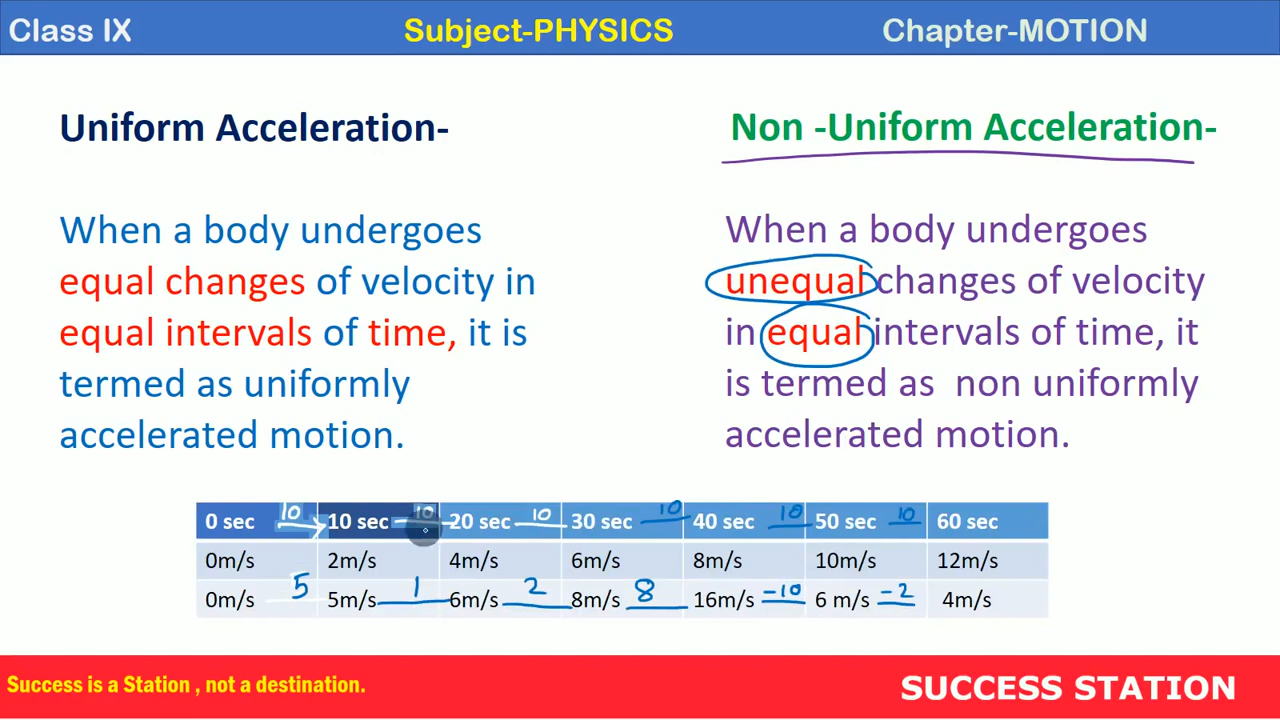 Class IX Subject-PHYSICS Chapter-MOTION
Uniform Acceleration-
When a body undergoes
equal changes of velocity in
equal intervals of time, it is
termed as uniformly
accelerated motion.
Non -Uniform Acceleration-
When a body undergoes
unequal changes of velocity
in equal intervals of time, it
is termed as non uniformly
accelerated motion.
0 sec 10 10 sec 10 20 sec 10 30 sec 10 40 sec 10 50 sec 10 60 sec
0m/s 2m/s 4m/s 6m/s 8m/s 10m/s 12m/s
0m/s 5 5m/s 1 6m/s 2 8m/s 8 16m/s -10 6 m/s -2 4m/s
Success is a Station , not a destination. SUCCESS STATION